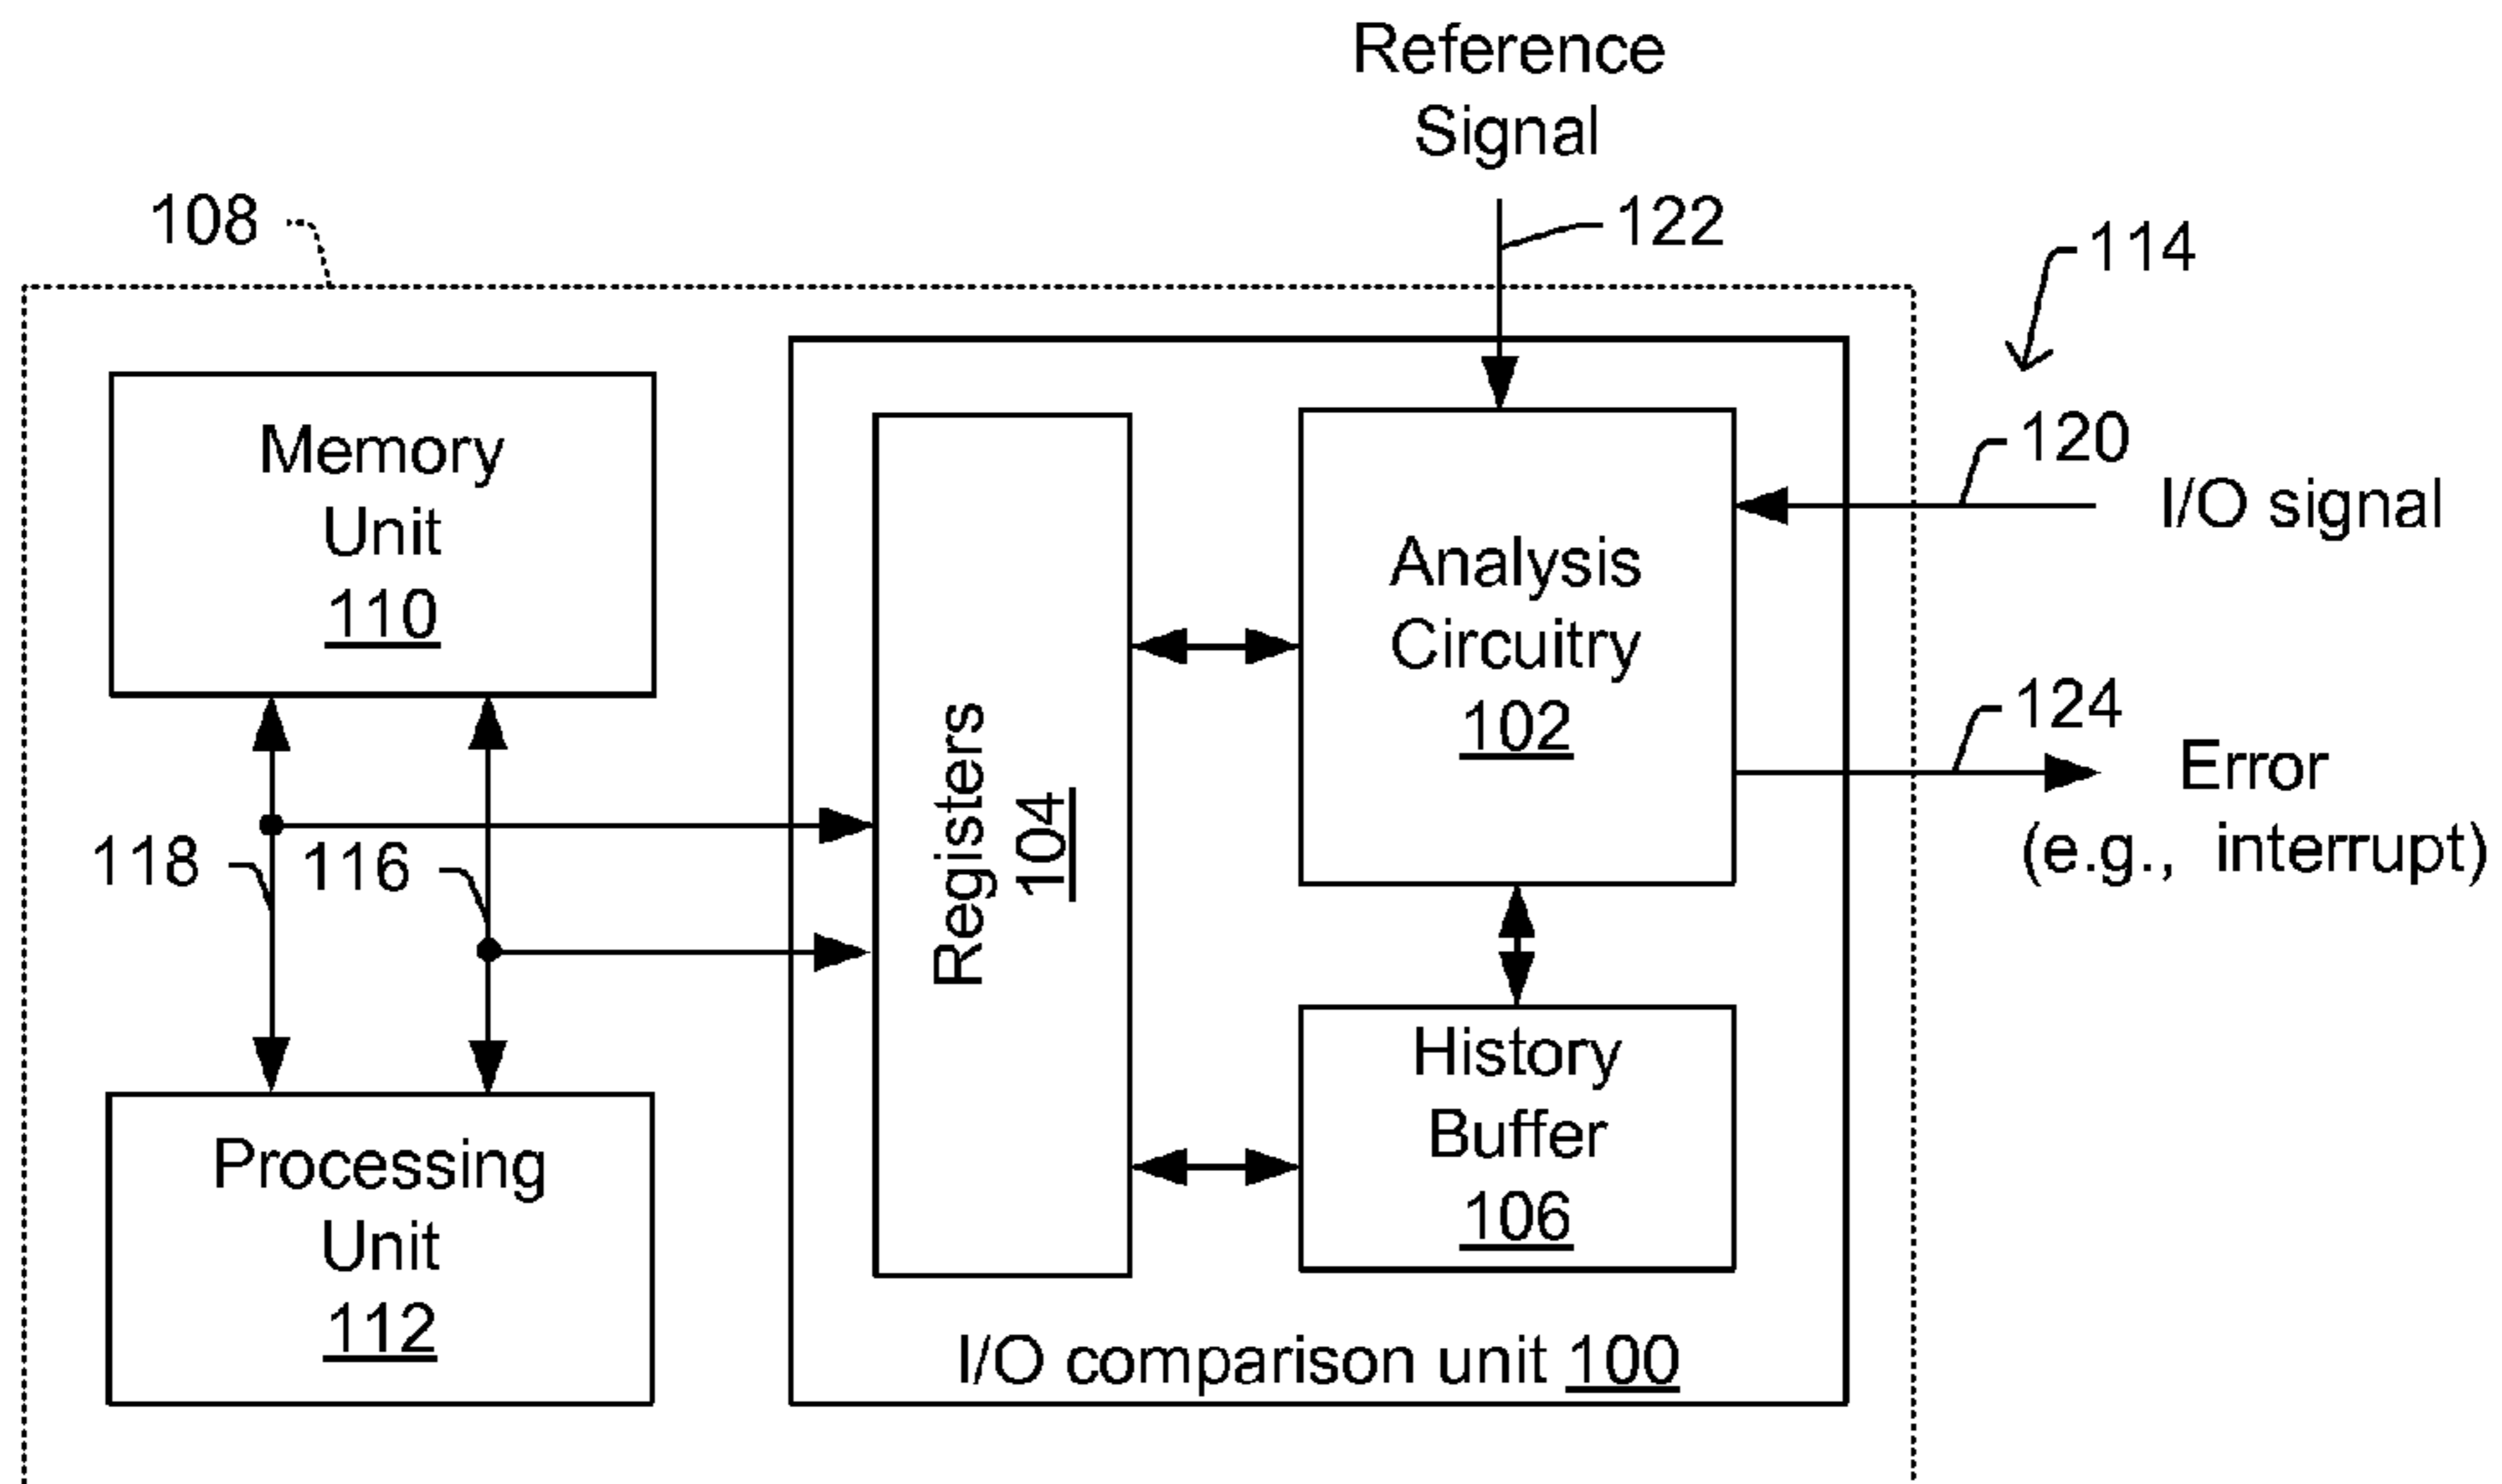 Reference
Signal
108
122
114
Memory
Unit
110
120
I/O signal
Analysis
Circuitry
102
124
Error
(e.g., interrupt)
Registers
104
118
116
History
Buffer
106
Processing
Unit
112
I/O comparison unit 100